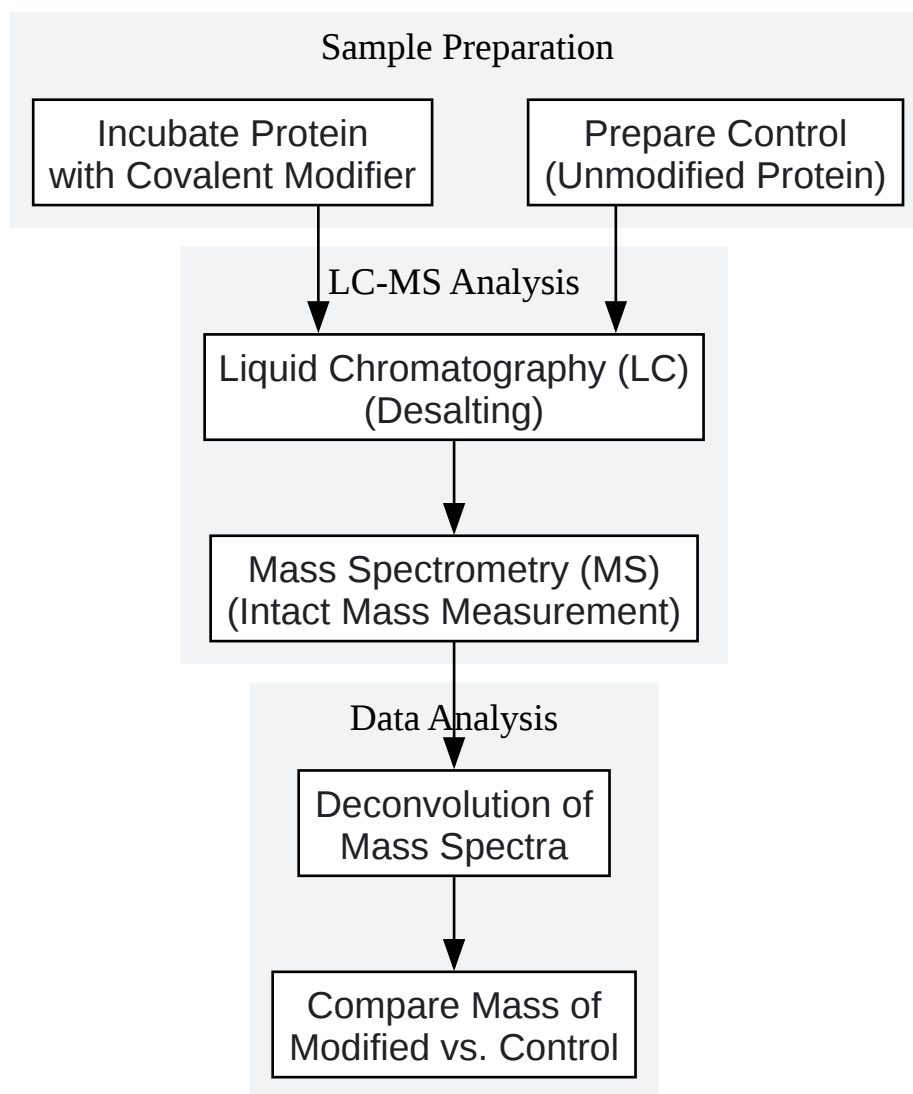 Sample Preparation
Incubate Protein
with Covalent Modifier
Prepare Control
(Unmodified Protein)
LC-MS Analysis
Liquid Chromatography (LC)
(Desalting)
Mass Spectrometry (MS)
(Intact Mass Measurement)
Data Analysis
Deconvolution of
Mass Spectra
Compare Mass of
Modified vs. Control